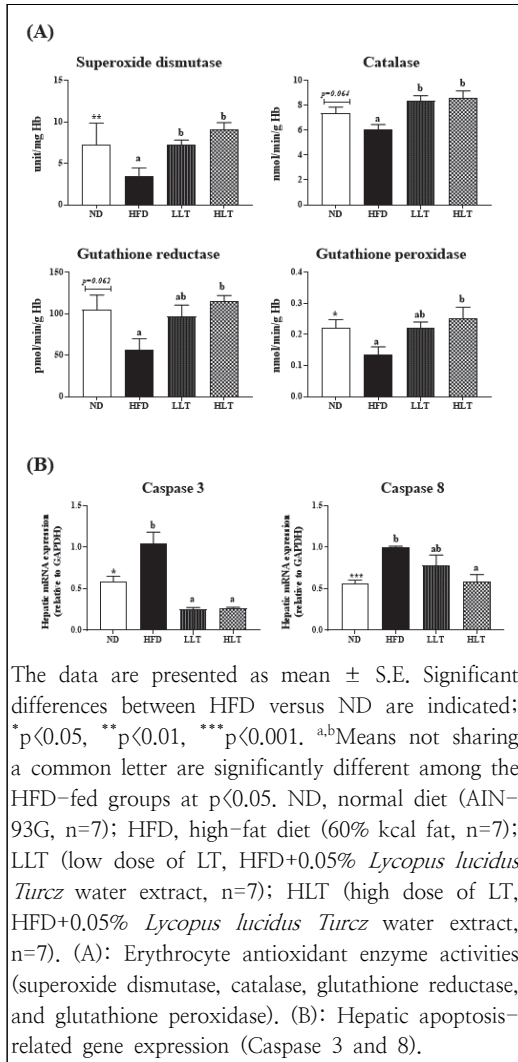 (A)
Superoxide dismutase
Catalase
unit/mg Hb
15
10
5
0
**
a
b
b
ND
HFD
LLT
HLT
nmol/min/g Hb
10
8
6
4
2
0
p=0.064
a
b
b
ND
HFD
LLT
HLT
Gutathione reductase
Gutathione peroxidase
pmol/min/g Hb
150
100
50
0
p=0.062
a
ab
b
ND
HFD
LLT
HLT
nmol/min/g Hb
0.4
0.3
0.2
0.1
0.0
*
a
ab
b
ND
HFD
LLT
HLT
(B)
Caspase 3
Caspase 8
Hepatic mRNA expression
(relative to GAPDH)
1.5
1.0
0.5
0.0
*
b
a
a
ND
HFD
LLT
HLT
Hepatic mRNA expression
(relative to GAPDH)
1.5
1.0
0.5
0.0
***
b
ab
a
ND
HFD
LLT
HLT
The data are presented as mean ± S.E. Significant
differences between HFD versus ND are indicated;
*p<0.05, **p<0.01, ***p<0.001. a,bMeans not sharing
a common letter are significantly different among the
HFD-fed groups at p<0.05. ND, normal diet (AIN-
93G, n=7); HFD, high-fat diet (60% kcal fat, n=7);
LLT (low dose of LT, HFD+0.05% Lycopus lucidus
Turcz water extract, n=7); HLT (high dose of LT,
HFD+0.05% Lycopus lucidus Turcz water extract,
n=7). (A): Erythrocyte antioxidant enzyme activities
(superoxide dismutase, catalase, glutathione reductase,
and glutathione peroxidase). (B): Hepatic apoptosis-
related gene expression (Caspase 3 and 8).